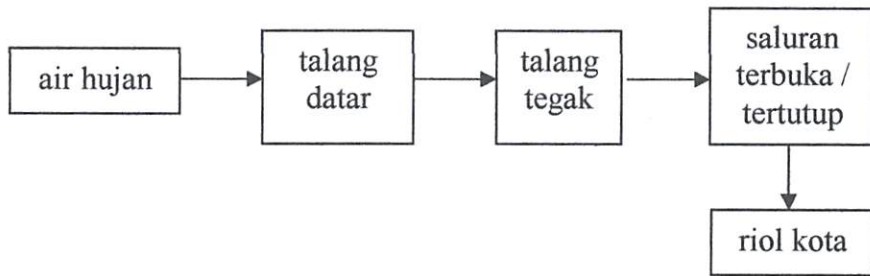 air hujan
talang
datar
talang
tegak
saluran
terbuka /
tertutup
riol kota